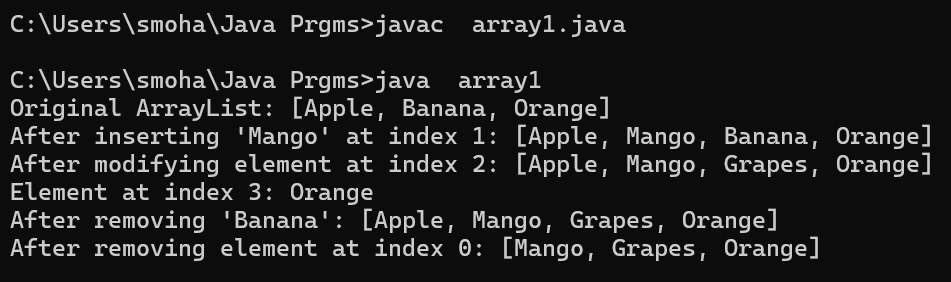 C:\Users\smoha\Java Prgms>javac  array1.java
C:\Users\smoha\Java Prgms>java  array1
Original ArrayList: [Apple, Banana, Orange]
After inserting 'Mango' at index 1: [Apple, Mango, Banana, Orange]
After modifying element at index 2: [Apple, Mango, Grapes, Orange]
Element at index 3: Orange
After removing 'Banana': [Apple, Mango, Grapes, Orange]
After removing element at index 0: [Mango, Grapes, Orange]